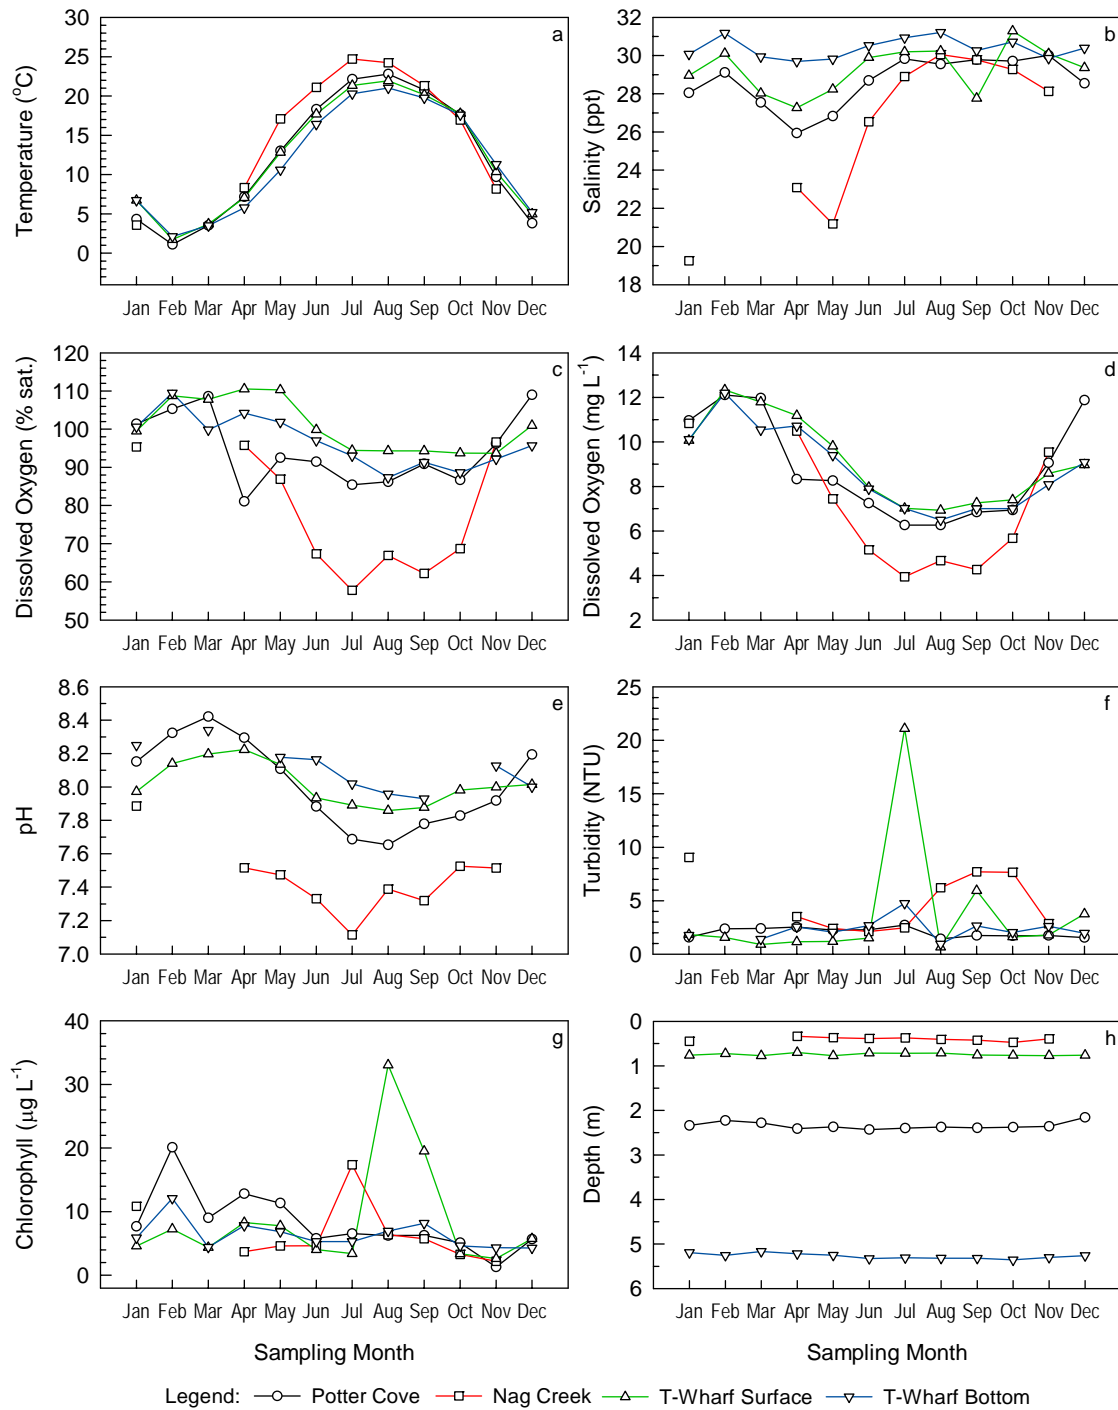 30
25
20
15
10
5
0
Temperature (°C)
a
Jan Feb Mar Apr May Jun Jul Aug Sep Oct Nov Dec
32
30
28
26
24
22
20
18
Salinity (ppt)
b
Jan Feb Mar Apr May Jun Jul Aug Sep Oct Nov Dec
120
110
100
90
80
70
60
50
Dissolved Oxygen (% sat.)
c
Jan Feb Mar Apr May Jun Jul Aug Sep Oct Nov Dec
14
12
10
8
6
4
2
Dissolved Oxygen (mg L⁻¹)
d
Jan Feb Mar Apr May Jun Jul Aug Sep Oct Nov Dec
8.6
8.4
8.2
8.0
7.8
7.6
7.4
7.2
7.0
pH
e
Jan Feb Mar Apr May Jun Jul Aug Sep Oct Nov Dec
25
20
15
10
5
0
Turbidity (NTU)
f
Jan Feb Mar Apr May Jun Jul Aug Sep Oct Nov Dec
40
30
20
10
0
Chlorophyll (µg L⁻¹)
g
Jan Feb Mar Apr May Jun Jul Aug Sep Oct Nov Dec
Sampling Month
0
1
2
3
4
5
6
Depth (m)
h
Jan Feb Mar Apr May Jun Jul Aug Sep Oct Nov Dec
Sampling Month
Legend: Potter Cove Nag Creek T-Wharf Surface T-Wharf Bottom